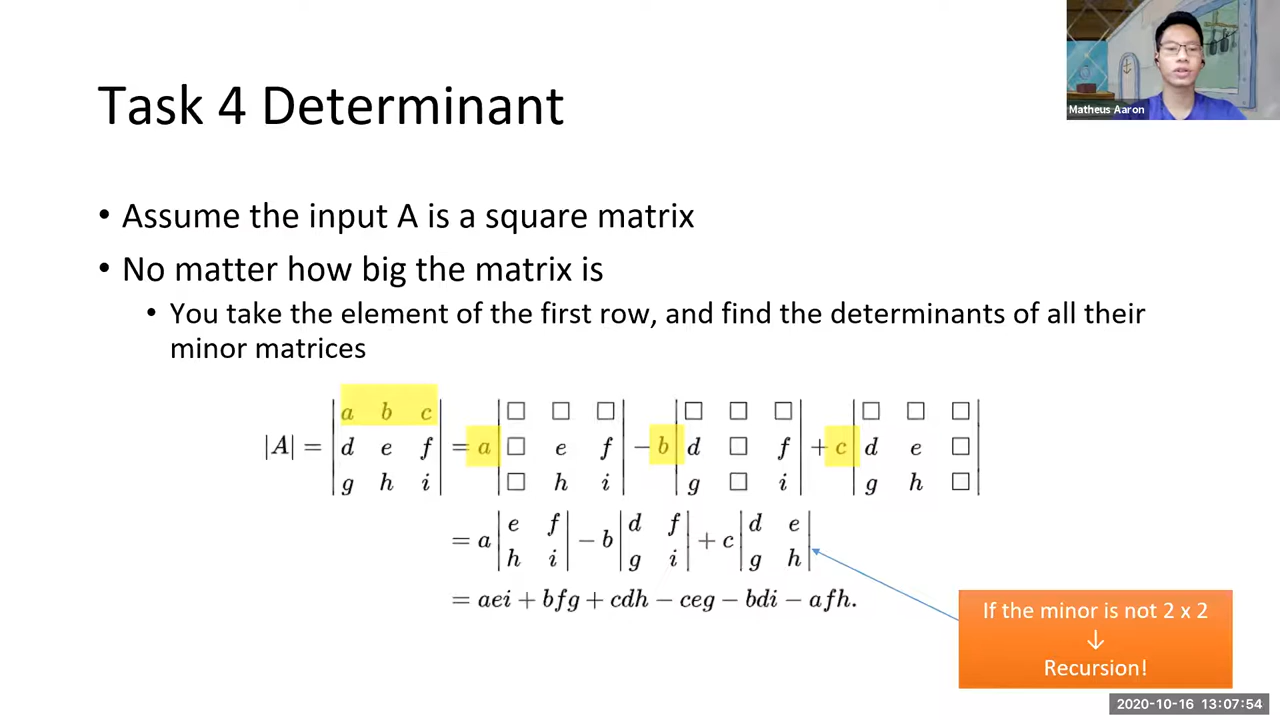 Matheus Aaron
Task 4 Determinant
• Assume the input A is a square matrix
• No matter how big the matrix is
• You take the element of the first row, and find the determinants of all their
minor matrices
|A| = | a b c | = a | □ □ □ | − b | □ □ □ | + c | □ □ □ |
| d e f | | □ e f | | d □ f | | d e □ |
| g h i | | □ h i | | g □ i | | g h □ |
= a | e f | − b | d f | + c | d e |
| h i | | g i | | g h |
= aei + bfg + cdh − ceg − bdi − afh.
If the minor is not 2 x 2
↓
Recursion!
2020-10-16 13:07:54